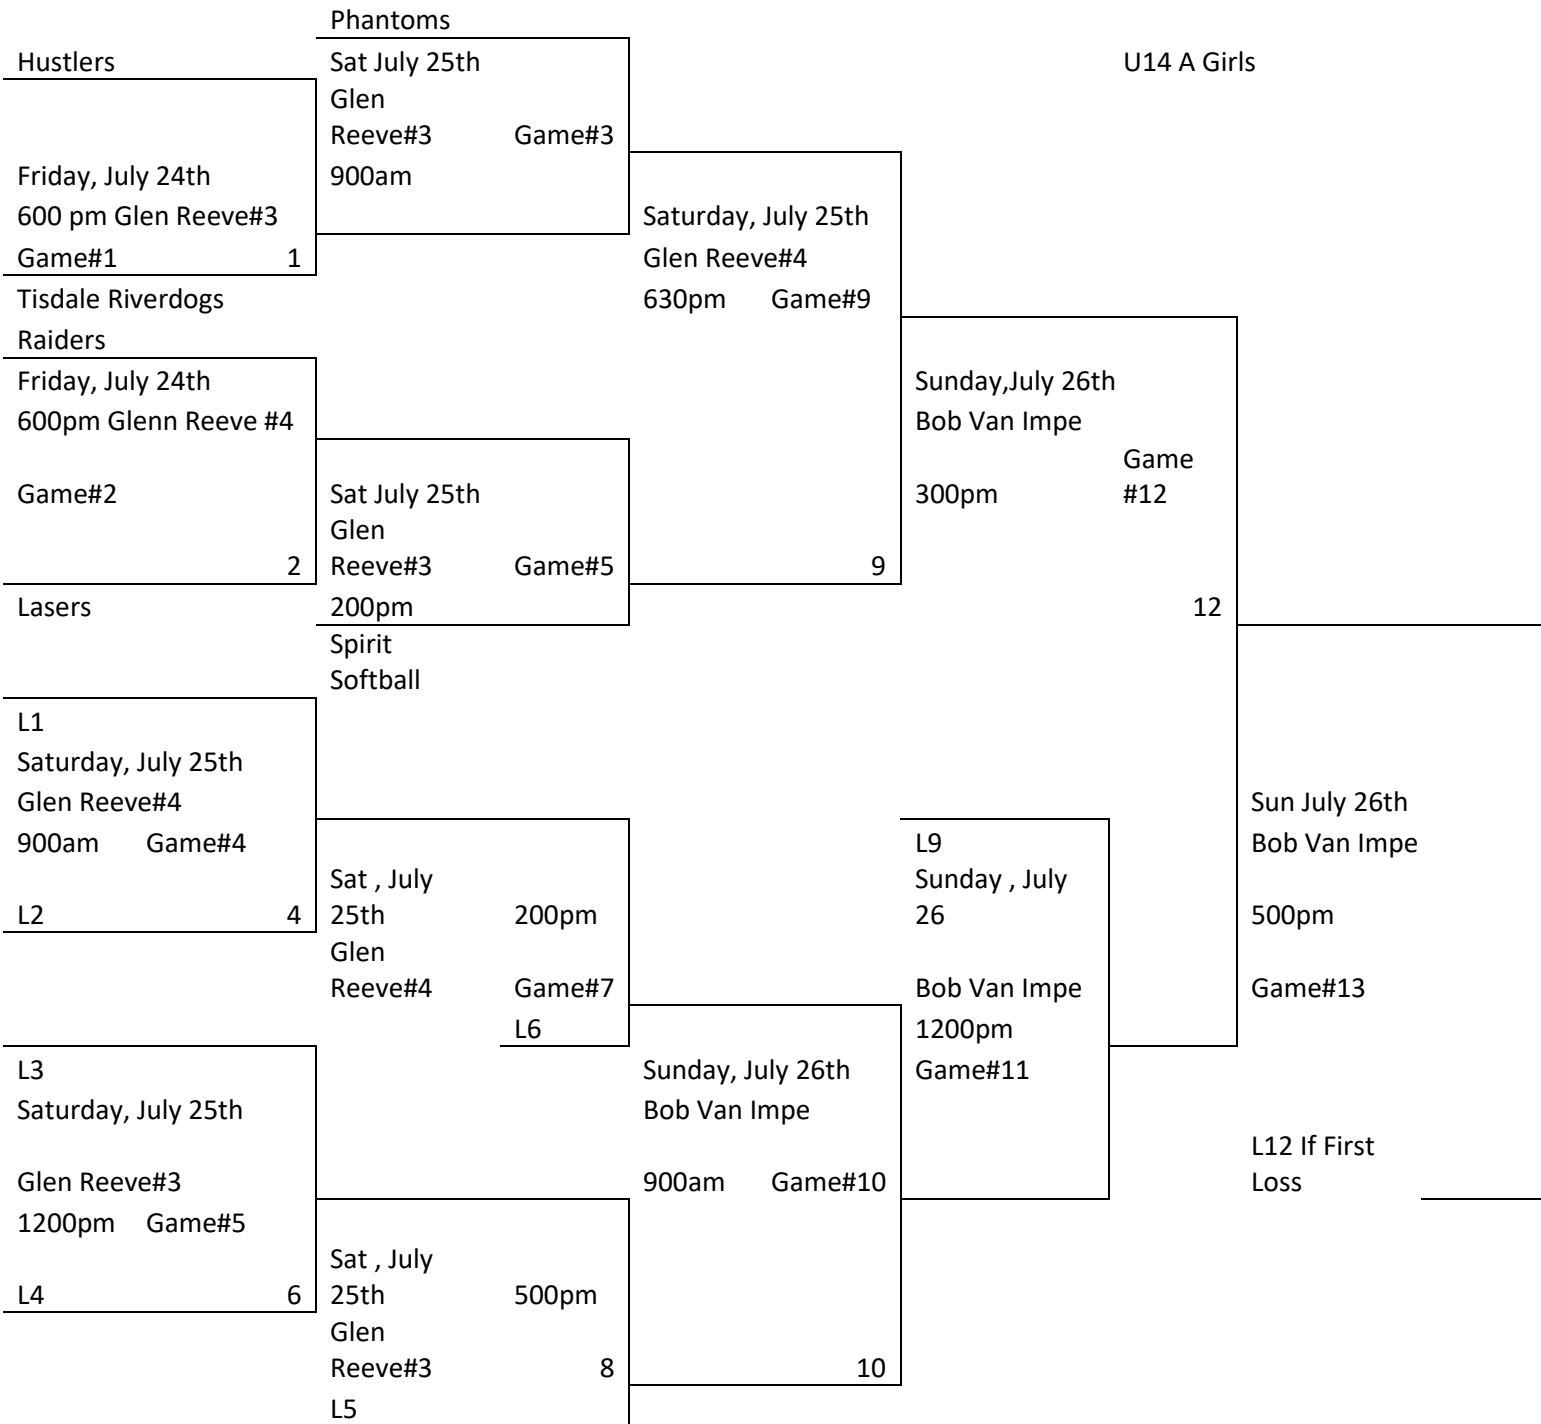 Phantoms
Hustlers
Sat July 25th
U14 A Girls
Glen
Reeve#3 Game#3
Friday, July 24th
900am
600 pm Glen Reeve#3
Saturday, July 25th
Game#1 1
Glen Reeve#4
Tisdale Riverdogs
630pm Game#9
Raiders
Friday, July 24th
Sunday,July 26th
600pm Glenn Reeve #4
Bob Van Impe
Game
Game#2
Sat July 25th
300pm #12
Glen
2
Reeve#3 Game#5
9
Lasers
200pm
12
Spirit
Softball
L1
Saturday, July 25th
Glen Reeve#4
Sun July 26th
900am Game#4
L9
Bob Van Impe
Sat , July
Sunday , July
L2 4
25th 200pm
26
500pm
Glen
Reeve#4 Game#7
Bob Van Impe
Game#13
L6
1200pm
L3
Sunday, July 26th
Game#11
Saturday, July 25th
Bob Van Impe
L12 If First
Glen Reeve#3
900am Game#10
Loss
1200pm Game#5
Sat , July
L4 6
25th 500pm
Glen
Reeve#3 8
10
L5